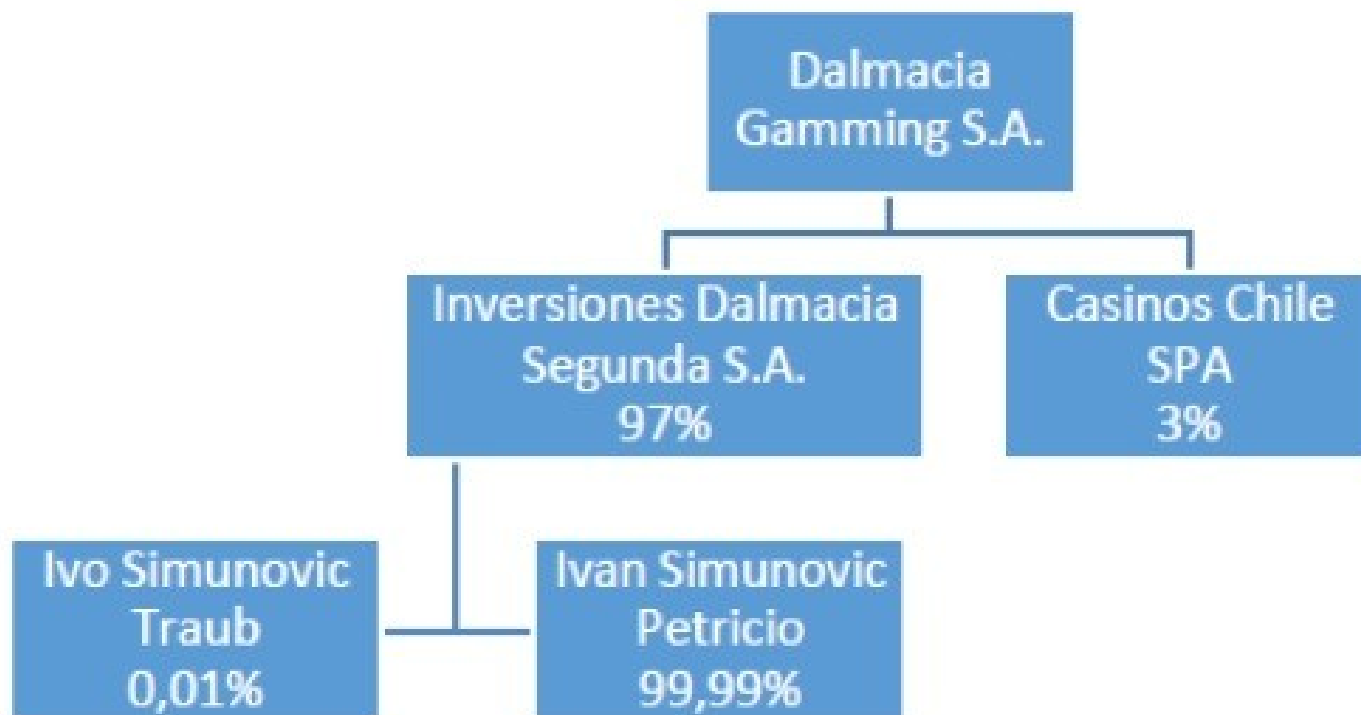 Dalmacia
Gamming S.A.
Inversiones Dalmacia
Segunda S.A.
97%
Casinos Chile
SPA
3%
Ivo Simunovic
Traub
0,01%
Ivan Simunovic
Petricio
99,99%